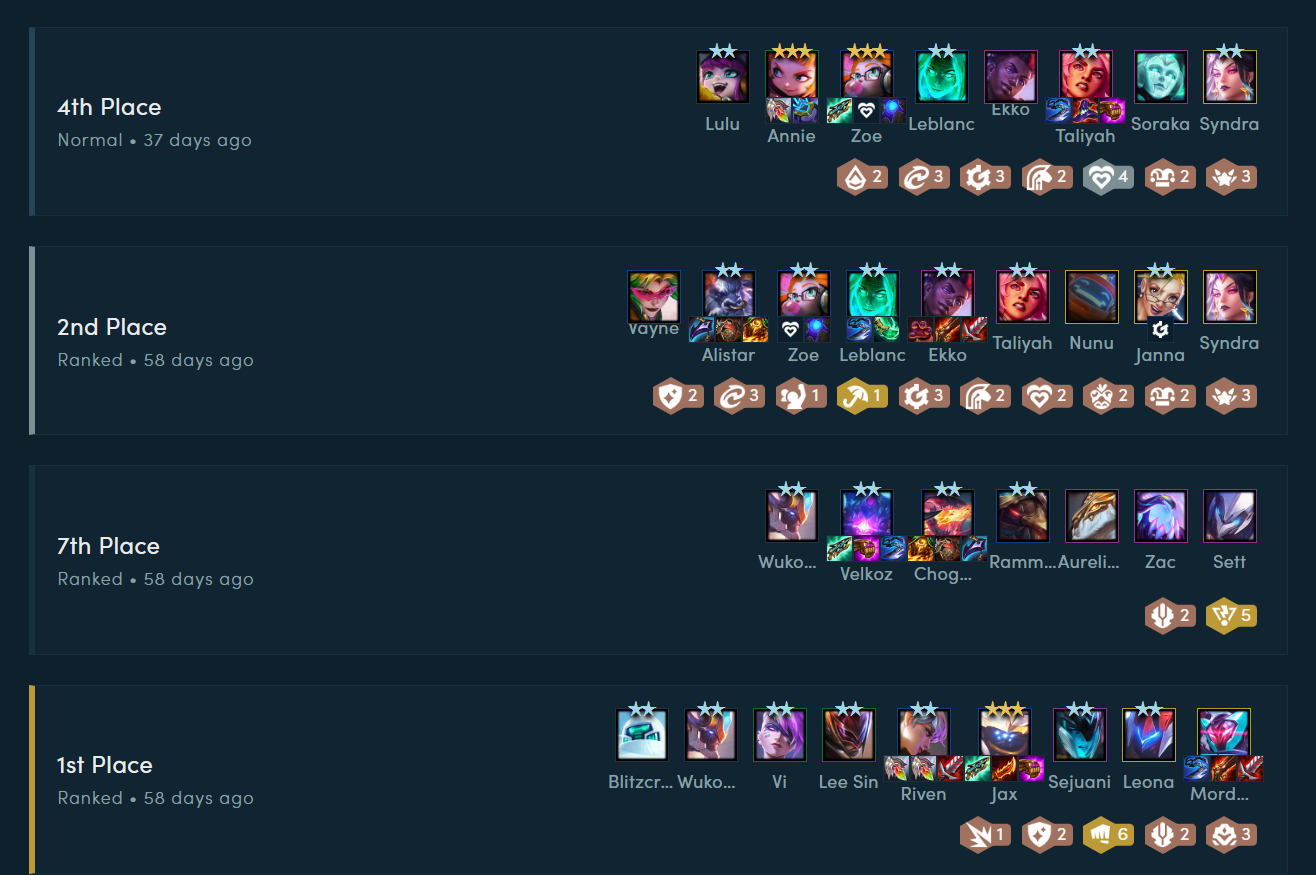 4th Place
Normal • 37 days ago
Lulu Annie Zoe Leblanc Ekko Taliyah Soraka Syndra
2 3 3 2 4 2 3
2nd Place
Ranked • 58 days ago
Vayne Alistar Zoe Leblanc Ekko Taliyah Nunu Janna Syndra
2 3 1 1 3 2 2 2 2 3
7th Place
Ranked • 58 days ago
Wuko... Velkoz Chog... Ramm... Aureli... Zac Sett
2 5
1st Place
Ranked • 58 days ago
Blitzcr... Wuko... Vi Lee Sin Riven Jax Sejuani Leona Mord...
1 2 6 2 3